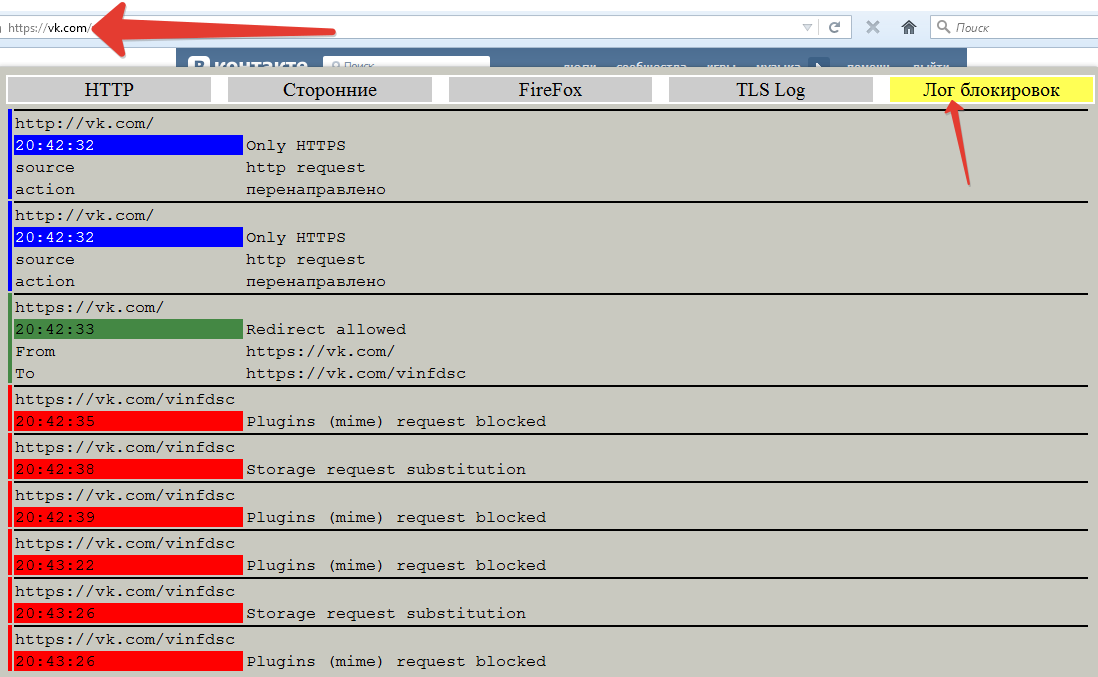 https://vk.com/
Поиск
контакте Поиск люди сообщества игры музыка помощь выйти
HTTP Сторонние FireFox TLS Log Лог блокировок
http://vk.com/
20:42:32 Only HTTPS
source http request
action перенаправлено
http://vk.com/
20:42:32 Only HTTPS
source http request
action перенаправлено
https://vk.com/
20:42:33 Redirect allowed
From https://vk.com/
To https://vk.com/vinfdsc
https://vk.com/vinfdsc
20:42:35 Plugins (mime) request blocked
https://vk.com/vinfdsc
20:42:38 Storage request substitution
https://vk.com/vinfdsc
20:42:39 Plugins (mime) request blocked
https://vk.com/vinfdsc
20:43:22 Plugins (mime) request blocked
https://vk.com/vinfdsc
20:43:26 Storage request substitution
https://vk.com/vinfdsc
20:43:26 Plugins (mime) request blocked